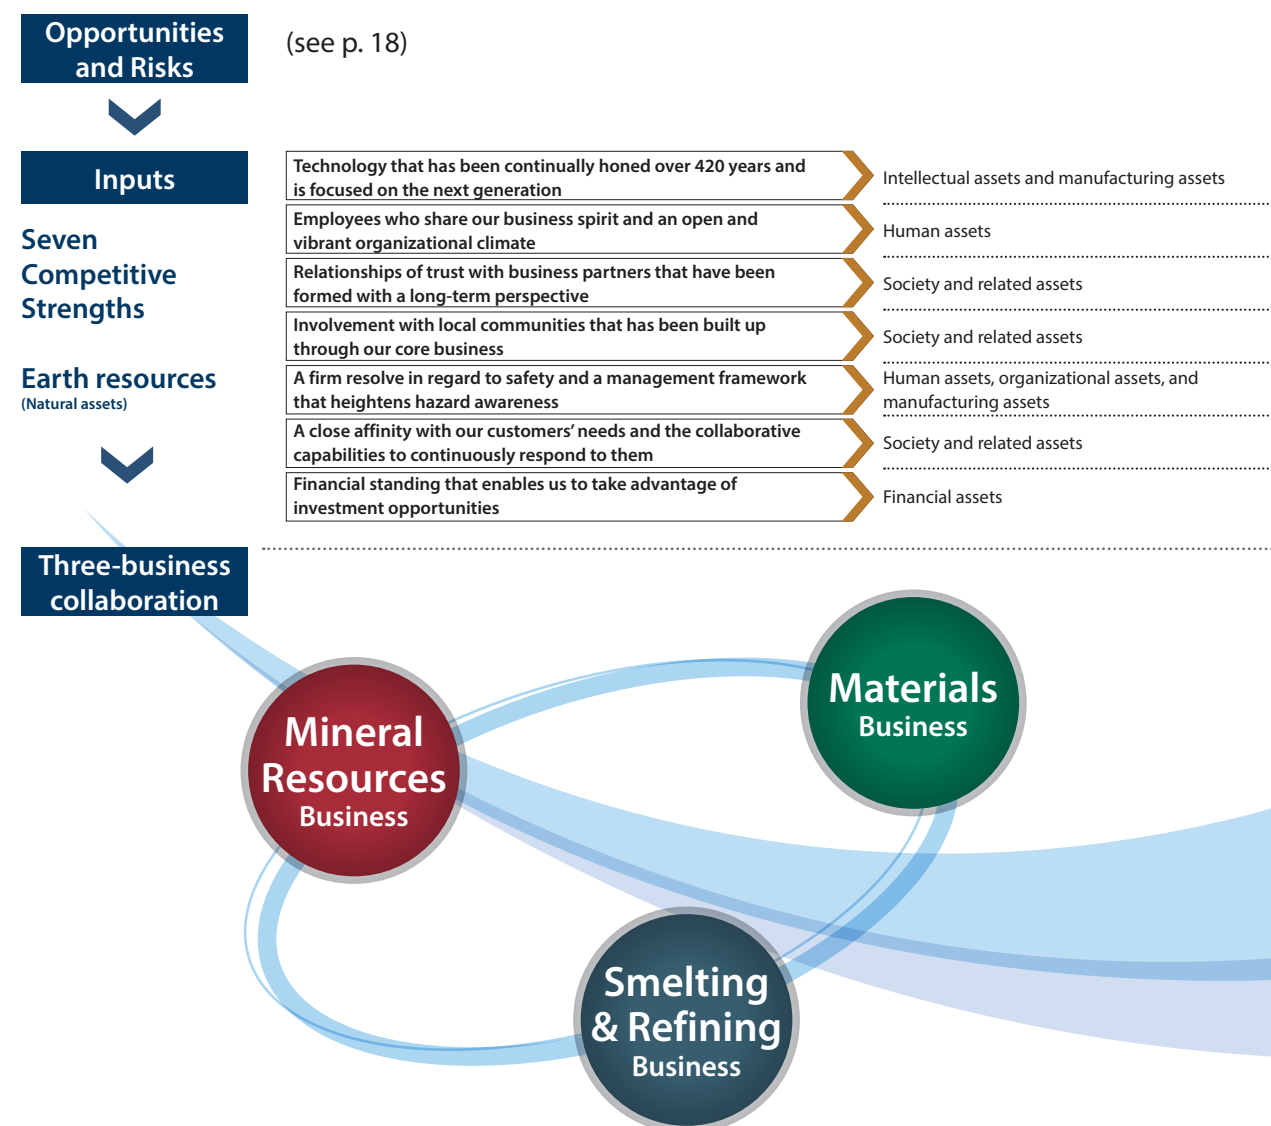 Opportunities
and Risks
(see p. 18)
Inputs
Seven
Competitive
Strengths
Earth resources
(Natural assets)
Technology that has been continually honed over 420 years and
is focused on the next generation
Intellectual assets and manufacturing assets
Employees who share our business spirit and an open and
vibrant organizational climate
Human assets
Relationships of trust with business partners that have been
formed with a long-term perspective
Society and related assets
Involvement with local communities that has been built up
through our core business
Society and related assets
A firm resolve in regard to safety and a management framework
that heightens hazard awareness
Human assets, organizational assets, and
manufacturing assets
A close affinity with our customers' needs and the collaborative
capabilities to continuously respond to them
Society and related assets
Financial standing that enables us to take advantage of
investment opportunities
Financial assets
Three-business
collaboration
Materials
Business
Mineral
Resources
Business
Smelting
& Refining
Business